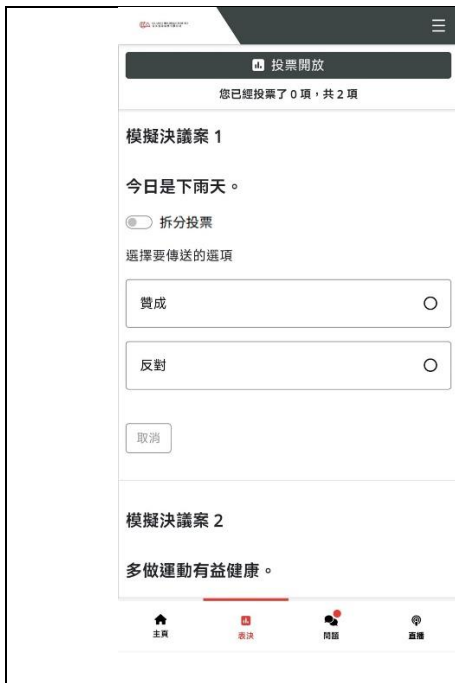 投票開放
您已經投票了 0 項，共 2 項
模擬決議案 1
今日是下雨天。
拆分投票
選擇要傳送的選項
贊成
反對
取消
模擬決議案 2
多做運動有益健康。
主頁
表決
問題
直播